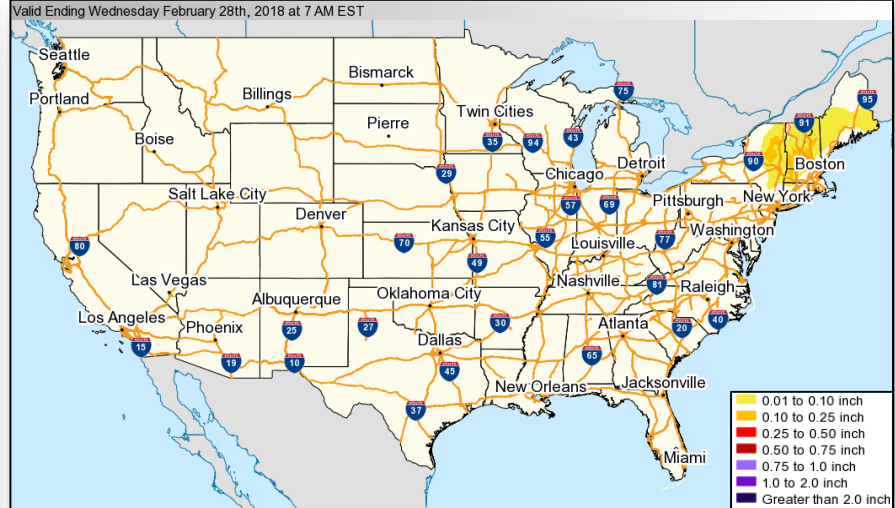 Valid Ending Wednesday February 28th, 2018 at 7 AM EST
Seattle
75
Bismarck
95
Billings
Portland
Twin Cities
91
Pierre
43
Boise
35
94
90
Boston
Detroit
29
Chicago
Salt Lake City
57
69
Pittsburgh
New York
Denver
Kansas City
Washington
80
70
55
Louisville
77
49
Las Vegas
Nashville
81
Raleigh
Oklahoma City
Albuquerque
Los Angeles
Phoenix
25
27
30
Atlanta
20
40
15
Dallas
65
19
10
45
New Orleans
Jacksonville
37
Miami
0.01 to 0.10 inch
0.10 to 0.25 inch
0.25 to 0.50 inch
0.50 to 0.75 inch
0.75 to 1.0 inch
1.0 to 2.0 inch
Greater than 2.0 inch